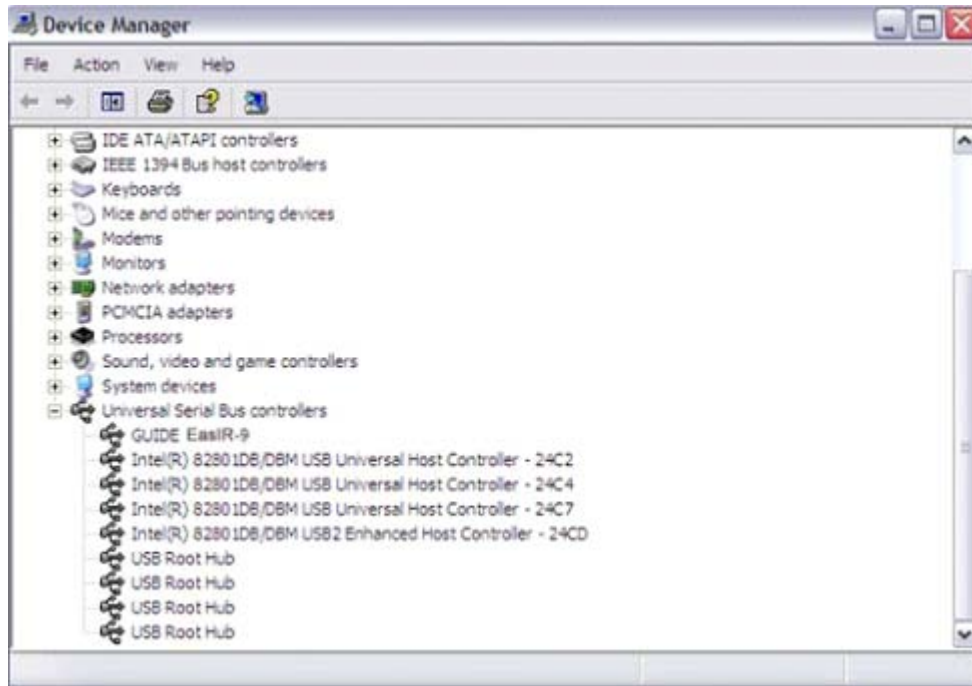 Device Manager
File Action View Help
IDE ATA/ATAPI controllers
IEEE 1394 Bus host controllers
Keyboards
Mice and other pointing devices
Modems
Monitors
Network adapters
PCMCIA adapters
Processors
Sound, video and game controllers
System devices
Universal Serial Bus controllers
GUIDE EasIR-9
Intel(R) 82801DB/DBM USB Universal Host Controller - 24C2
Intel(R) 82801DB/DBM USB Universal Host Controller - 24C4
Intel(R) 82801DB/DBM USB Universal Host Controller - 24C7
Intel(R) 82801DB/DBM USB2 Enhanced Host Controller - 24CD
USB Root Hub
USB Root Hub
USB Root Hub
USB Root Hub